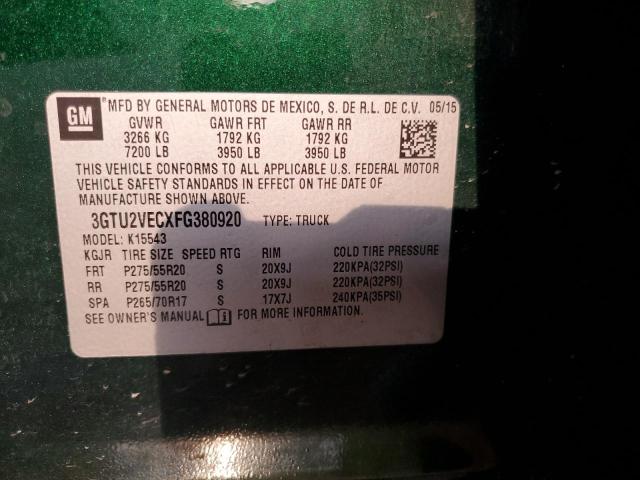 GM
®MFD BY GENERAL MOTORS DE MEXICO, S. DE R.L. DE C.V. 05/15
GVWR GAWR FRT GAWR RR
3266 KG 1792 KG 1792 KG
7200 LB 3950 LB 3950 LB
THIS VEHICLE CONFORMS TO ALL APPLICABLE U.S. FEDERAL MOTOR
VEHICLE SAFETY STANDARDS IN EFFECT ON THE DATE OF
MANUFACTURE SHOWN ABOVE.
3GTU2VECXFG380920 TYPE: TRUCK
MODEL: K15543
KGJR TIRE SIZE SPEED RTG RIM COLD TIRE PRESSURE
FRT P275/55R20 S 20X9J 220KPA(32PSI)
RR P275/55R20 S 20X9J 220KPA(32PSI)
SPA P265/70R17 S 17X7J 240KPA(35PSI)
SEE OWNER'S MANUAL i FOR MORE INFORMATION.